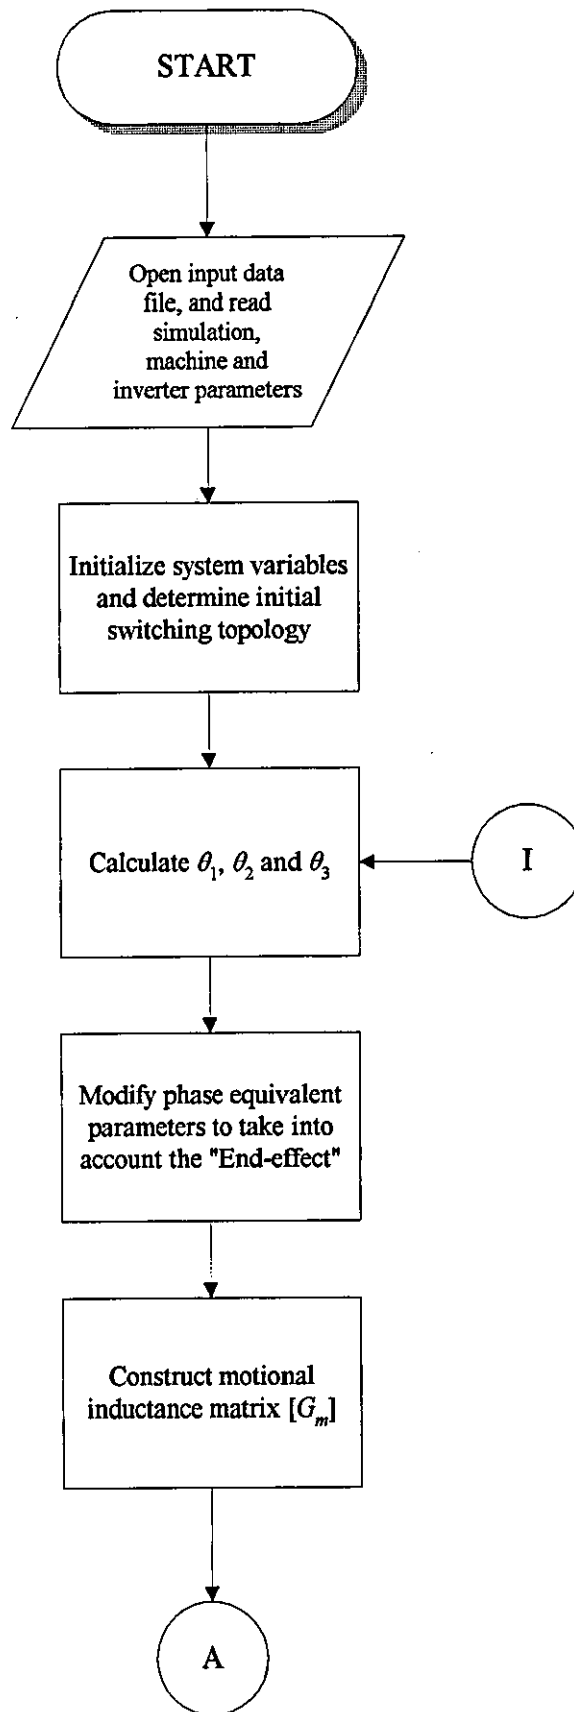 START
Open input data
file, and read
simulation,
machine and
inverter parameters
Initialize system variables
and determine initial
switching topology
Calculate θ₁, θ₂ and θ₃
I
Modify phase equivalent
parameters to take into
account the "End-effect"
Construct motional
inductance matrix [Gₘ]
A